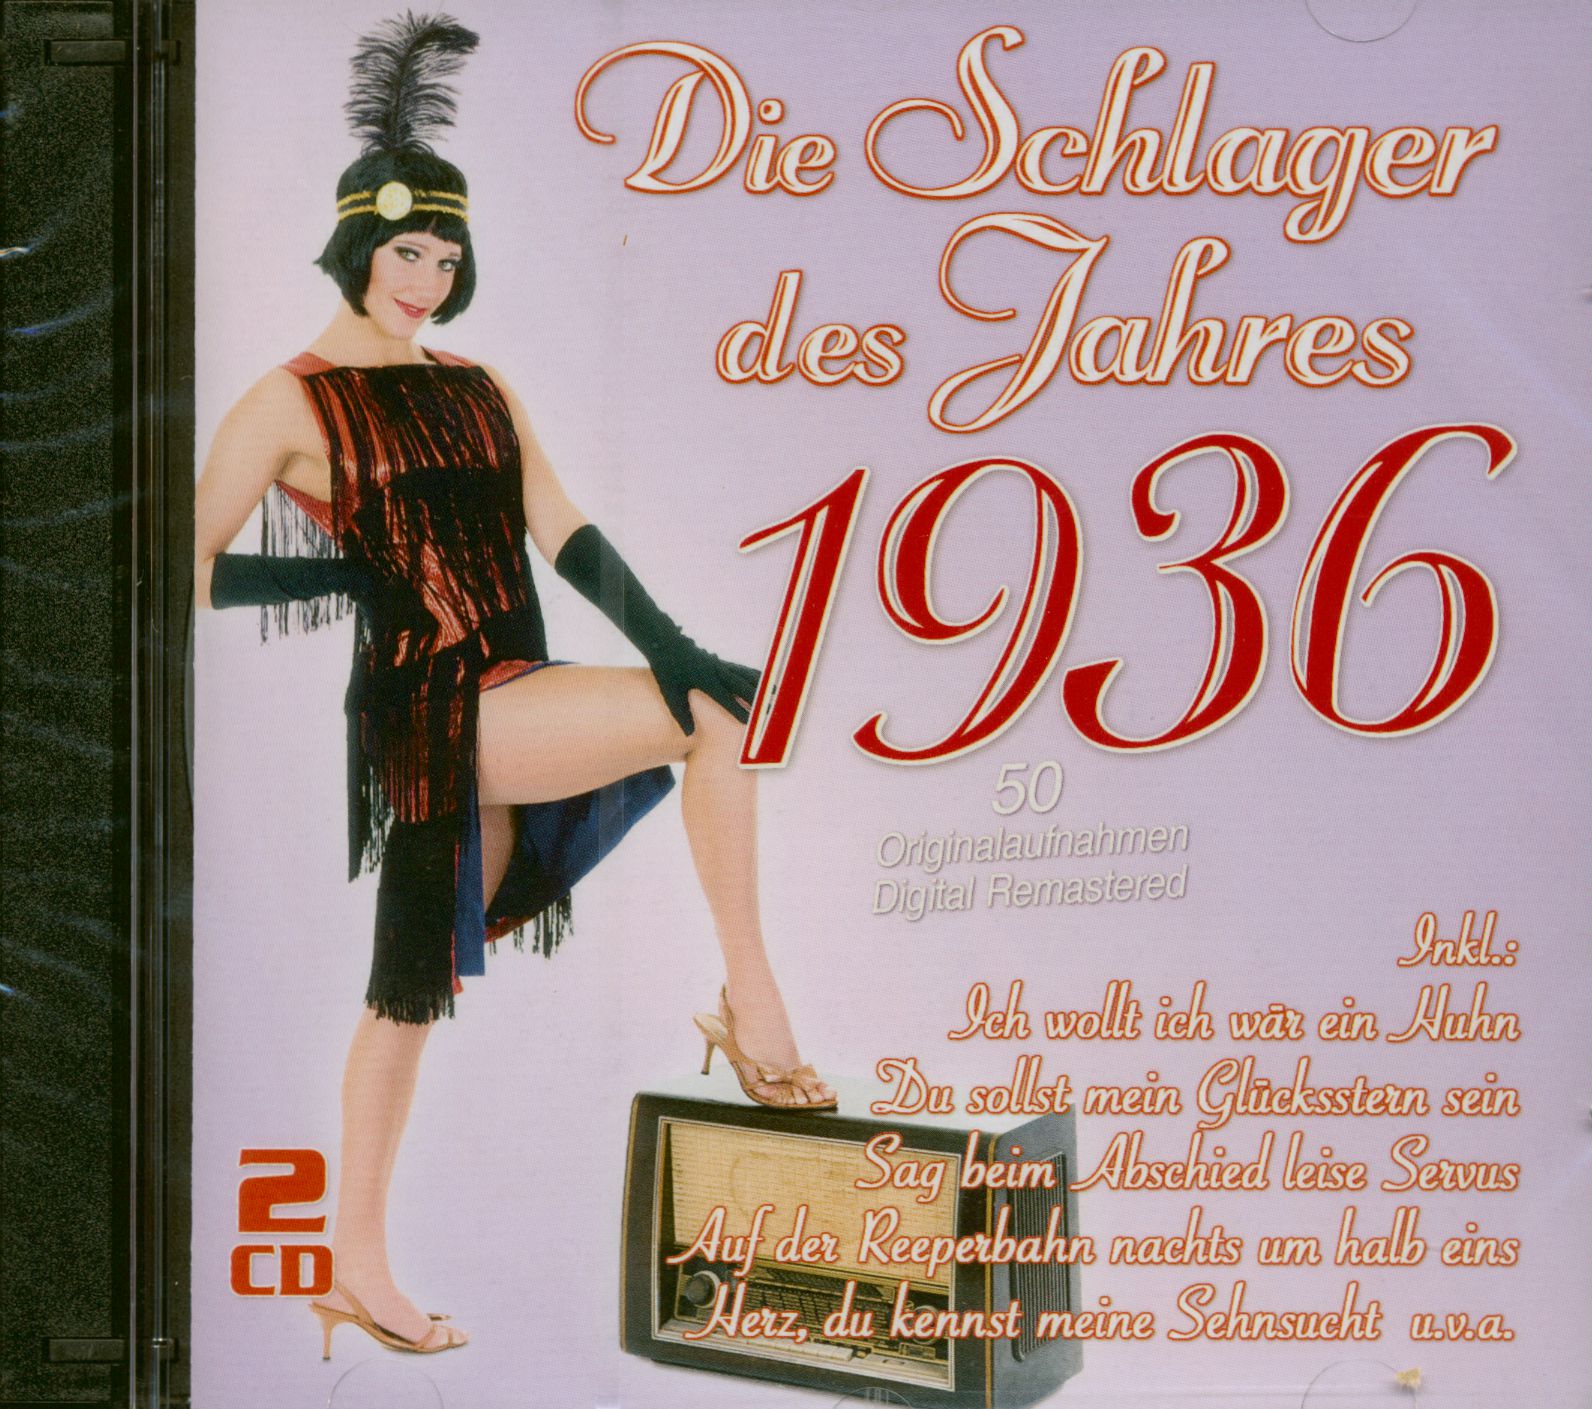 Die Schlager
des Jahres
1936
50
Originalaufnahmen
Digital Remastered
Inkl.:
Ich wollt ich wär ein Huhn
Du sollst mein Glücksstern sein
Sag beim Abschied leise Servus
Auf der Reeperbahn nachts um halb eins
Herz, du kennst meine Sehnsucht u.v.a.
2
CD